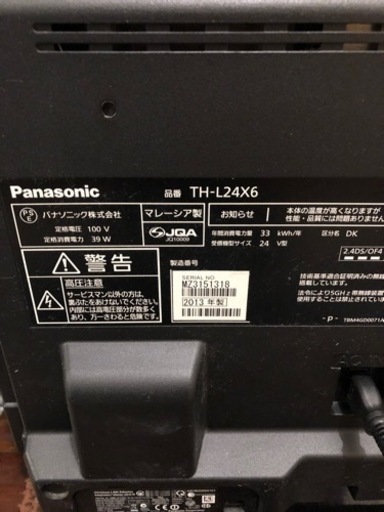 Panasonic 品番 TH-L24X6
PSE パナソニック株式会社
定格電圧 100 V
定格消費電力 39 W
マレーシア製
JQA
JQ10009
お知らせ
本体の温度が高くなりますが
性能・品質には問題ありません
年間消費電力量 33 kWh/年 区分名 DK
受信機型サイズ 24 V型
2.4DS/OF4
警告
高圧注意
サービスマン以外の方は、
裏ぶたをあけないでください。
内部には高電圧部分が数多く
あり、万一さわると危険です。
製造番号
SERIAL NO.
MZ3151318
2013 年製
技術基準適合証明済みの無線
法令により5GHz 帯無線装置
使用することは禁止されて
-P- TBM4GD0071A